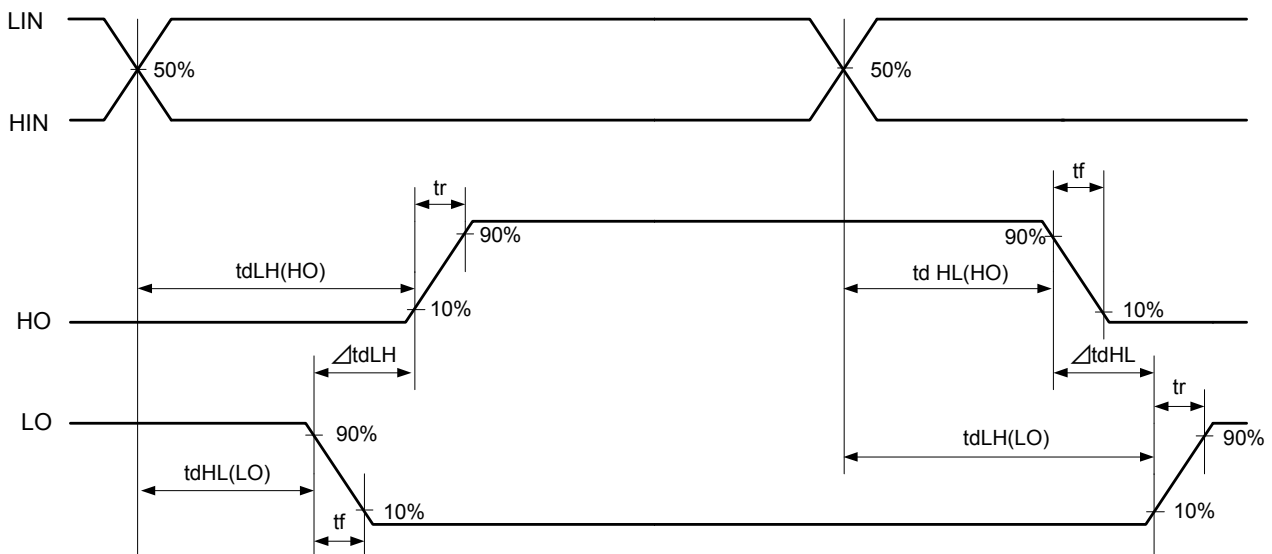 LIN
50%
50%
HIN
tr
tf
90%
90%
tdLH(HO)
td HL(HO)
10%
10%
HO
⊿tdLH
⊿tdHL
tr
LO
90%
tdLH(LO)
90%
tdHL(LO)
10%
10%
tf